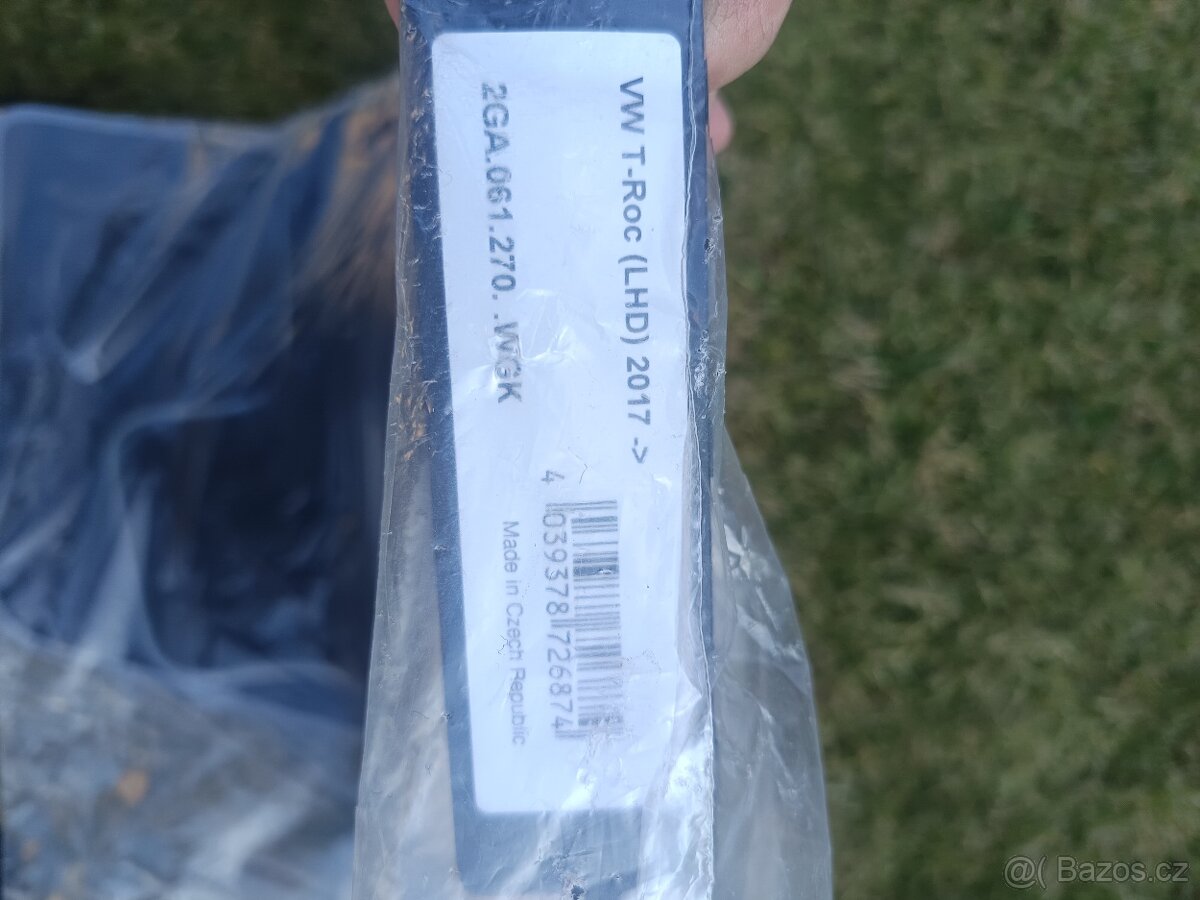 VW T-Roc (LHD) 2017 ->
2GA.061.270. .WGK
4 039378 726874
Made in Czech Republic
@( Bazos.cz